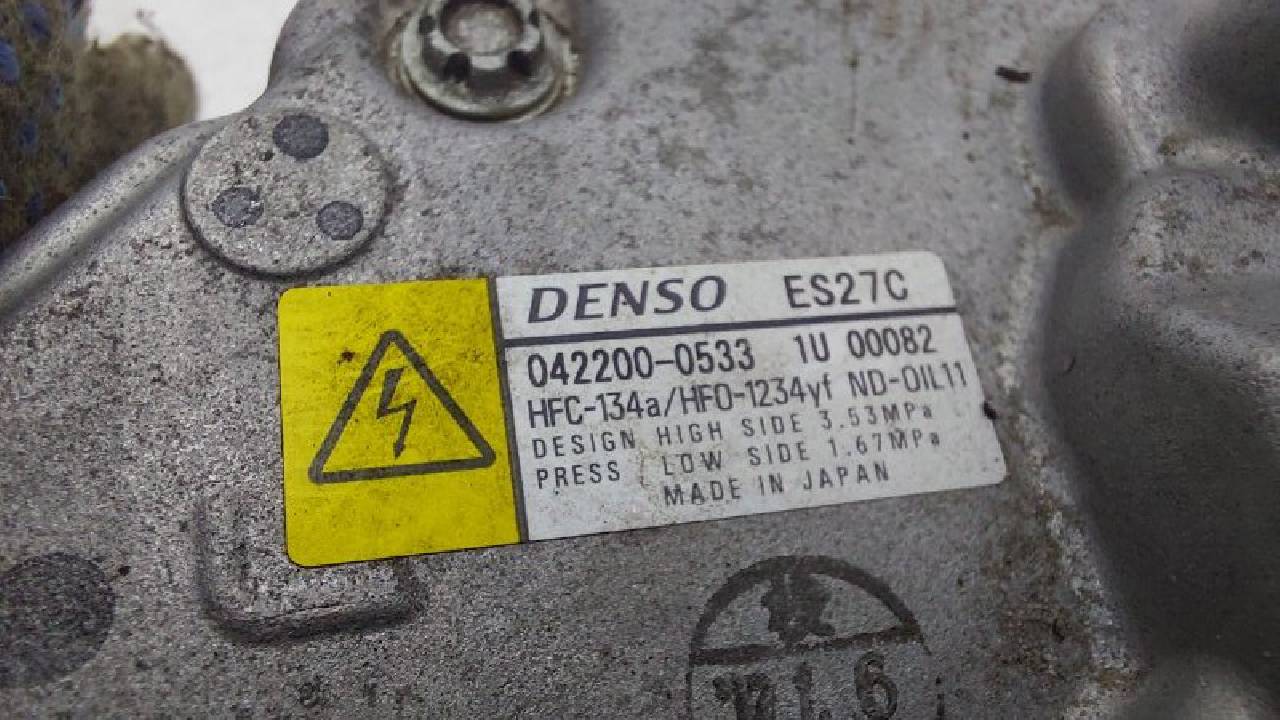 DENSO ES27C
042200-0533 1U 00082
HFC-134a/HFO-1234yf ND-OIL11
DESIGN HIGH SIDE 3.53MPa
PRESS LOW SIDE 1.67MPa
MADE IN JAPAN